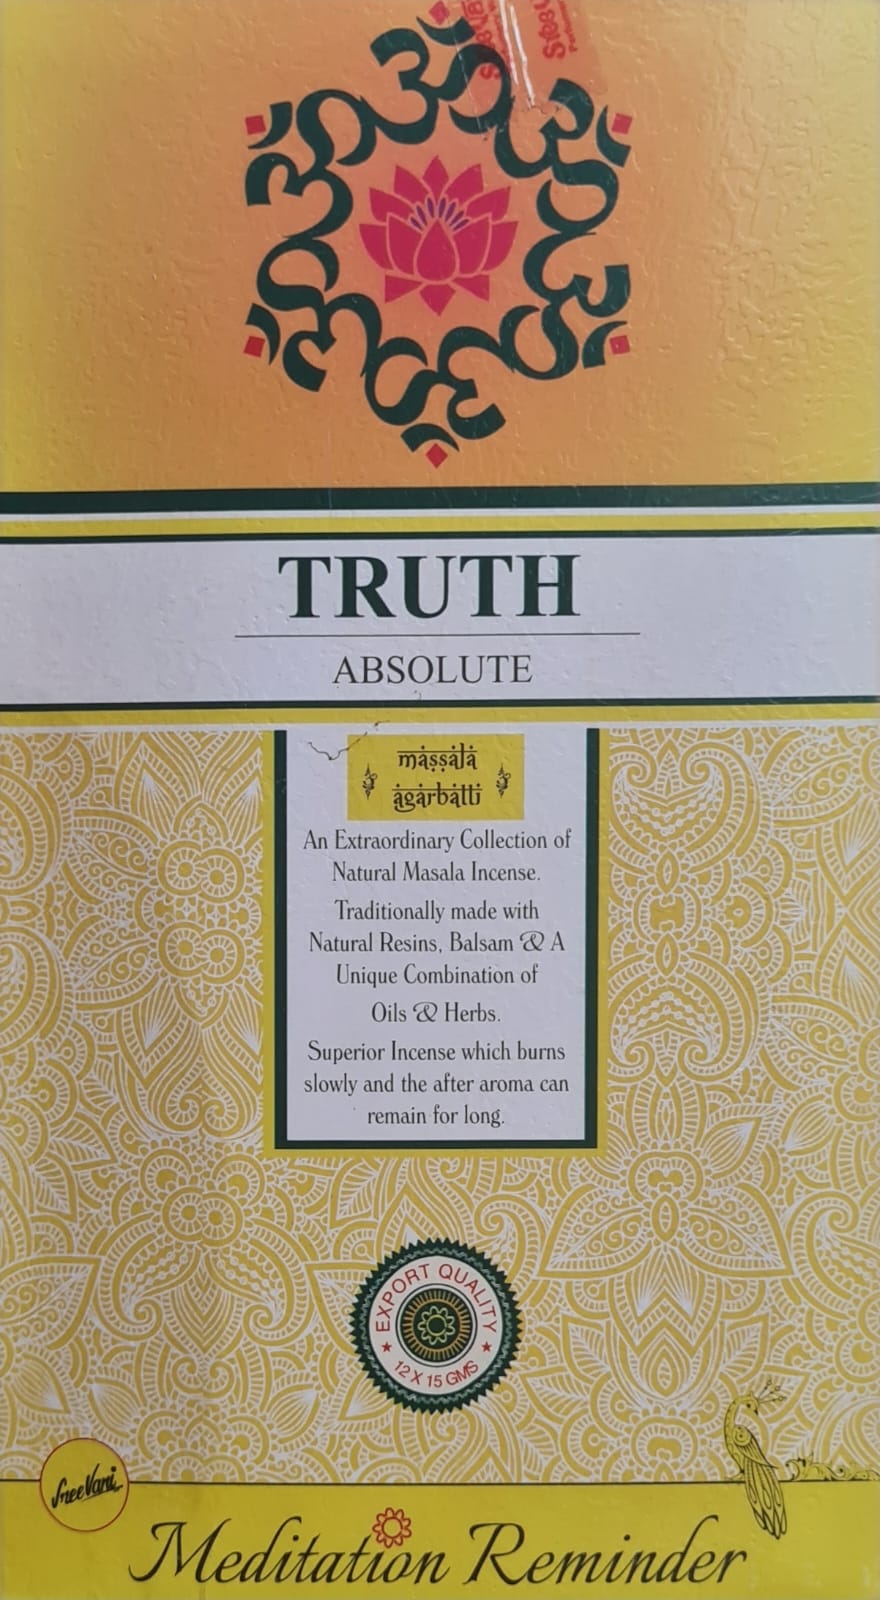 TRUTH
ABSOLUTE
massala
agarbatti
An Extraordinary Collection of
Natural Masala Incense.
Traditionally made with
Natural Resins, Balsam & A
Unique Combination of
Oils & Herbs.
Superior Incense which burns
slowly and the after aroma can
remain for long.
EXPORT QUALITY
12 X 15 GMS
SreeVani
Meditation Reminder